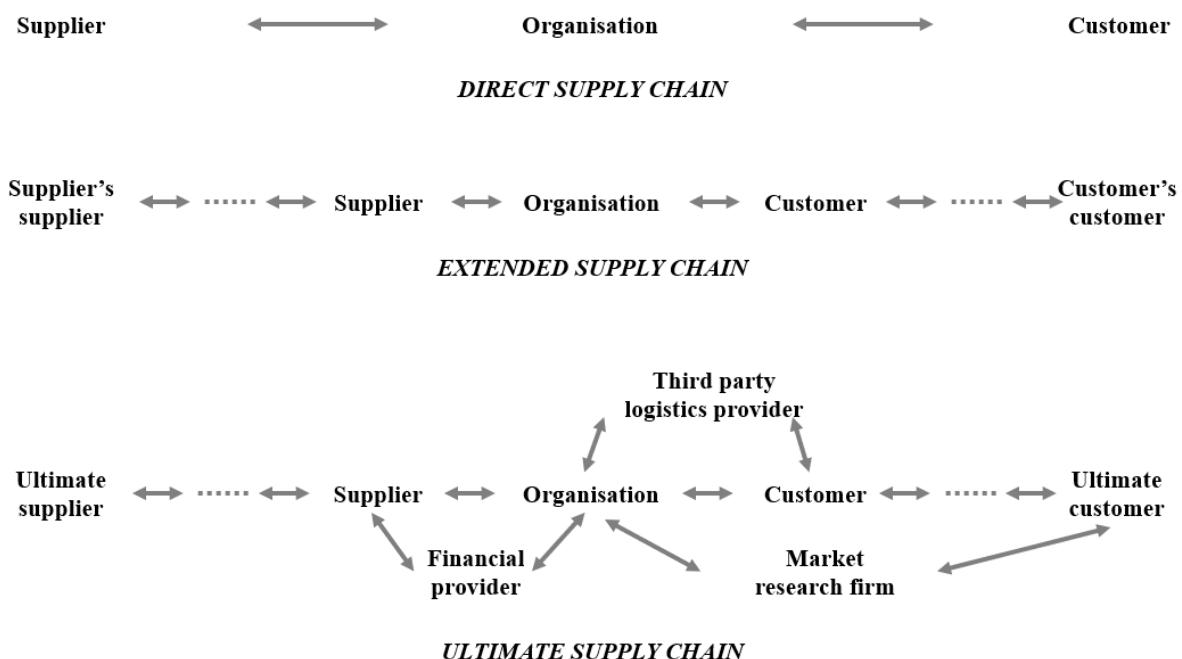 Supplier Organisation Customer
DIRECT SUPPLY CHAIN
Supplier's
supplier
Supplier Organisation Customer
Customer's
customer
EXTENDED SUPPLY CHAIN
Third party
logistics provider
Ultimate
supplier
Supplier Organisation Customer
Ultimate
customer
Financial
provider
Market
research firm
ULTIMATE SUPPLY CHAIN